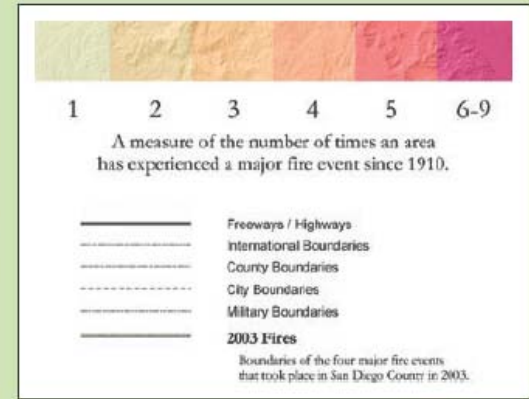 1 2 3 4 5 6-9
A measure of the number of times an area
has experienced a major fire event since 1910.
Freeways / Highways
International Boundaries
County Boundaries
City Boundaries
Military Boundaries
2003 Fires
Boundaries of the four major fire events
that took place in San Diego County in 2003.